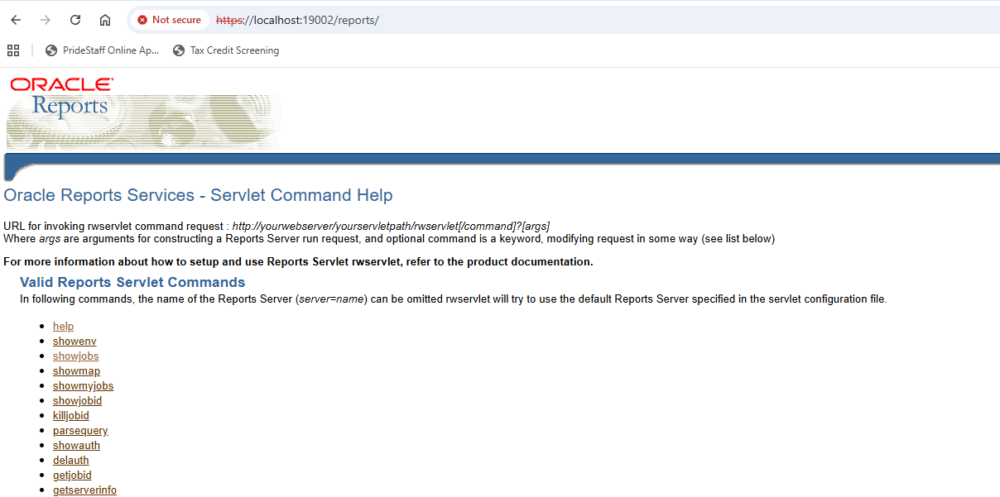 Not secure https://localhost:19002/reports/
PrideStaff Online Ap... Tax Credit Screening
ORACLE
Reports
Oracle Reports Services - Servlet Command Help
URL for invoking rwservlet command request : http://yourwebserver/yourservletpath/rwservlet[/command]?[args]
Where args are arguments for constructing a Reports Server run request, and optional command is a keyword, modifying request in some way (see list below)
For more information about how to setup and use Reports Servlet rwservlet, refer to the product documentation.
Valid Reports Servlet Commands
In following commands, the name of the Reports Server (server=name) can be omitted rwservlet will try to use the default Reports Server specified in the servlet configuration file.
help
showenv
showjobs
showmap
showmyjobs
showjobid
killjobid
parsequery
showauth
delauth
getjobid
getserverinfo